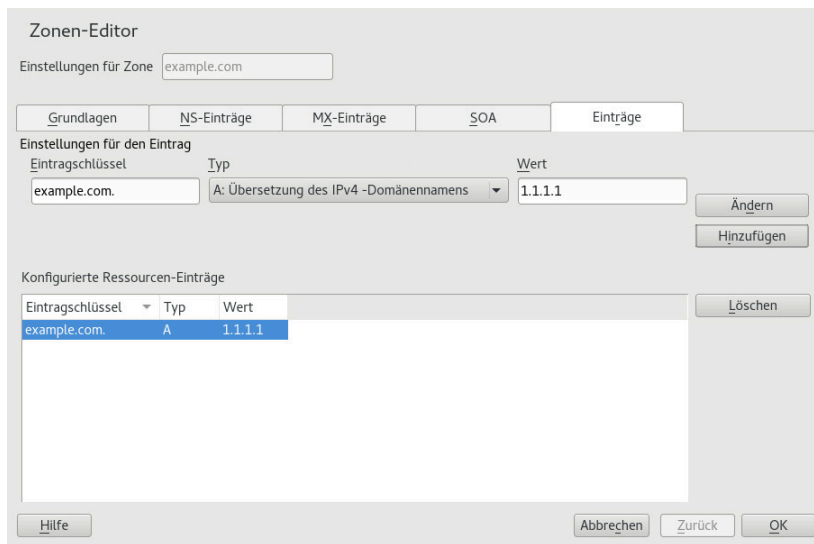 Zonen-Editor
Einstellungen für Zone example.com
Grundlagen NS-Einträge MX-Einträge SOA Einträge
Einstellungen für den Eintrag
Eintragschlüssel Typ Wert
example.com. A: Übersetzung des IPv4 -Domänennamens 1.1.1.1
Ändern
Hinzufügen
Konfigurierte Ressourcen-Einträge
Eintragschlüssel Typ Wert Löschen
example.com. A 1.1.1.1
Hilfe Abbrechen Zurück OK